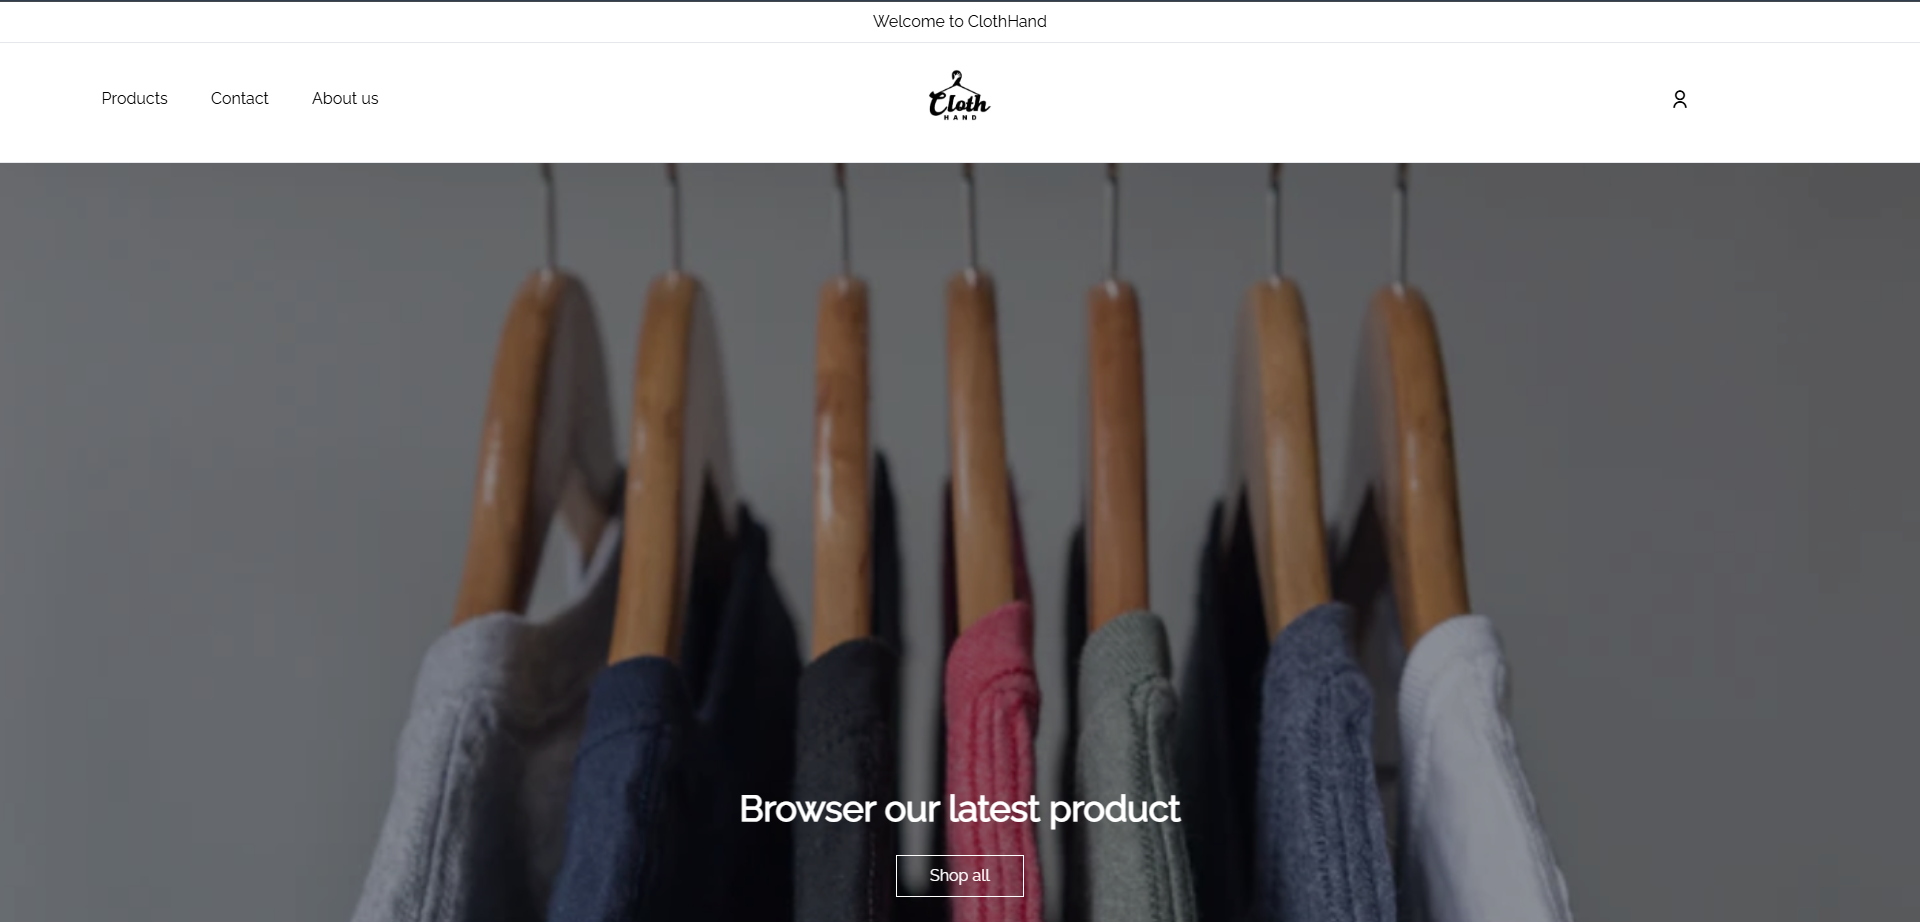 Welcome to ClothHand
Products Contact About us
Cloth
HAND
Browser our latest product
Shop all